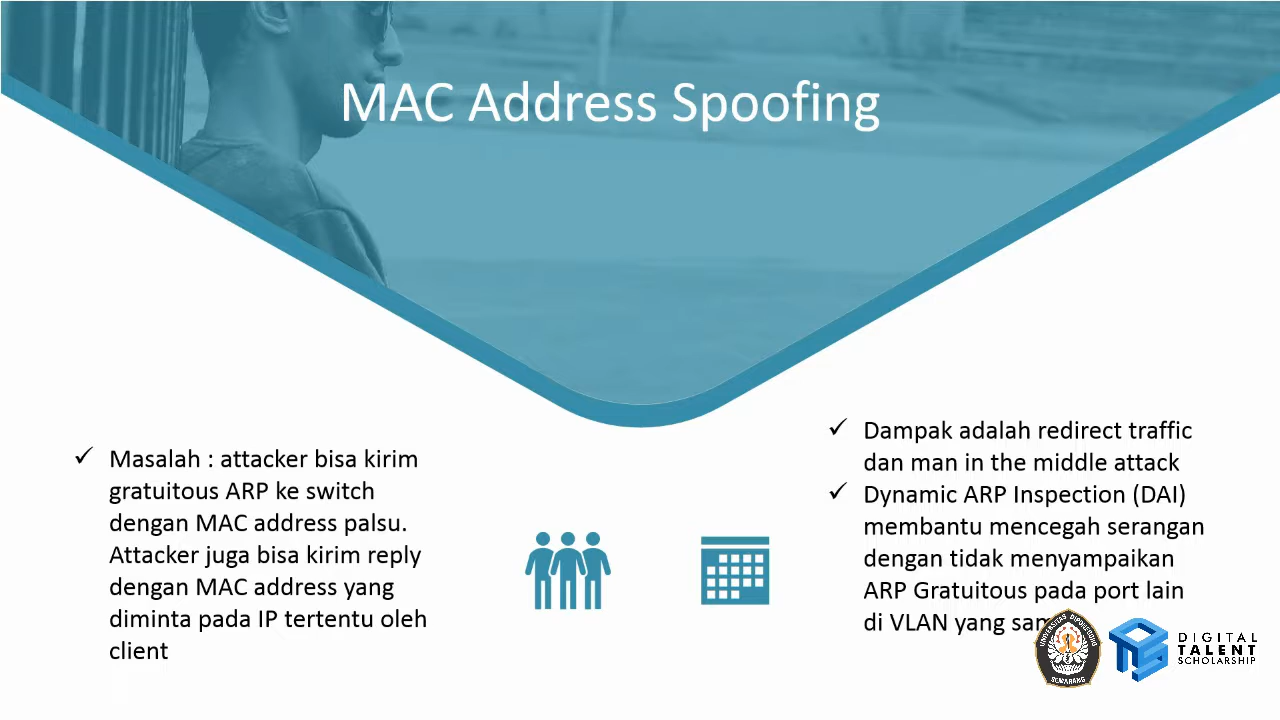 MAC Address Spoofing
✓ Masalah : attacker bisa kirim
gratuitous ARP ke switch
dengan MAC address palsu.
Attacker juga bisa kirim reply
dengan MAC address yang
diminta pada IP tertentu oleh
client
✓ Dampak adalah redirect traffic
dan man in the middle attack
✓ Dynamic ARP Inspection (DAI)
membantu mencegah serangan
dengan tidak menyampaikan
ARP Gratuitous pada port lain
di VLAN yang
UNIVERSITAS DIPONEGORO
SEMARANG
DIGITAL
TALENT
SCHOLARSHIP